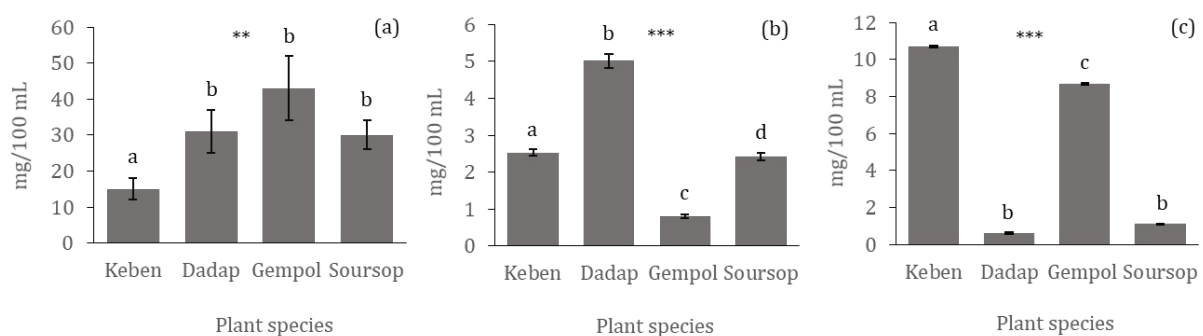 (a)
mg/100 mL
60
50
40
30
20
10
0
**
a
b
b
b
Keben Dadap Gempol Soursop
Plant species
(b)
mg/100 mL
6
5
4
3
2
1
0
***
a
b
c
d
Keben Dadap Gempol Soursop
Plant species
(c)
mg/100 mL
12
10
8
6
4
2
0
***
a
b
c
b
Keben Dadap Gempol Soursop
Plant species